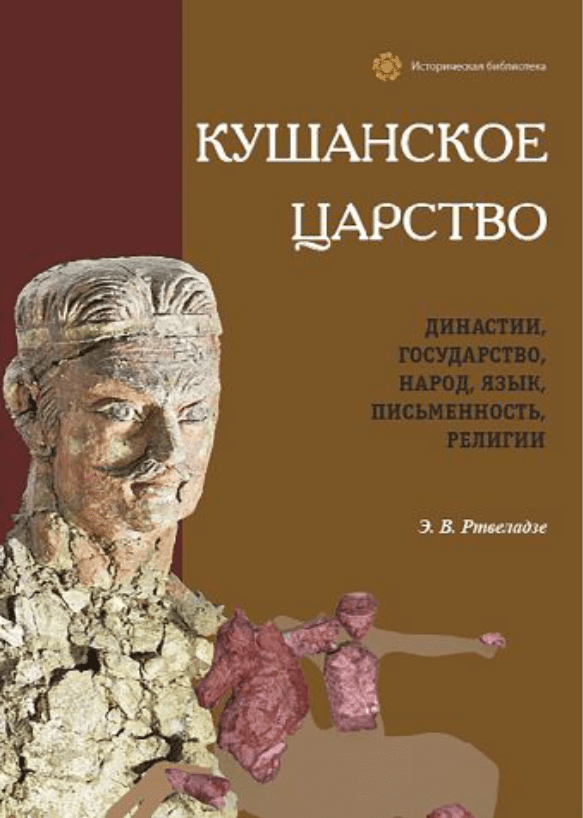 Историческая библиотека
КУШАНСКОЕ
ЦАРСТВО
ДИНАСТИИ,
ГОСУДАРСТВО,
НАРОД, ЯЗЫК,
ПИСЬМЕННОСТЬ,
РЕЛИГИИ
Э. В. Ртвеладзе